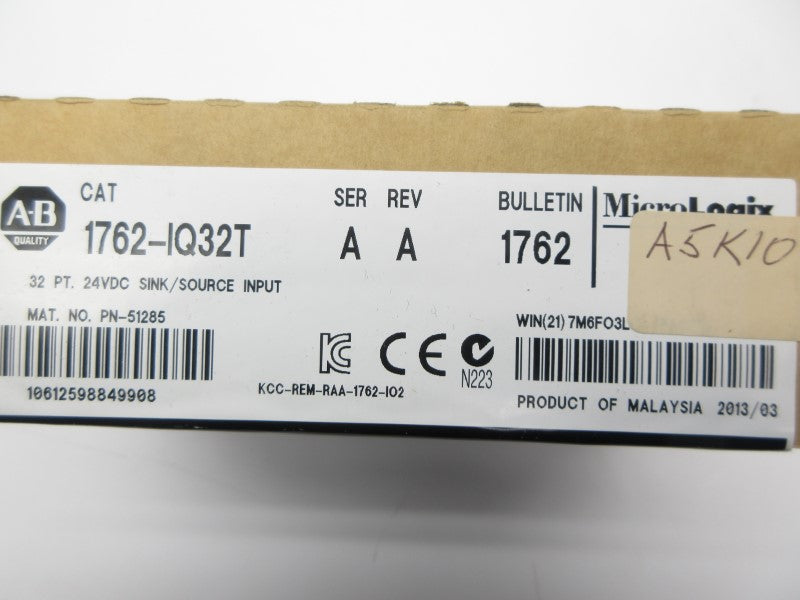 A-B
QUALITY
CAT
1762-IQ32T
SER REV
A A
BULLETIN
1762
MicroLogix
A5K10
32 PT. 24VDC SINK/SOURCE INPUT
MAT. NO. PN-51285
10612598849908
KCC-REM-RAA-1762-IO2
CE
N223
WIN(21) 7M6FO3L
PRODUCT OF MALAYSIA 2013/03